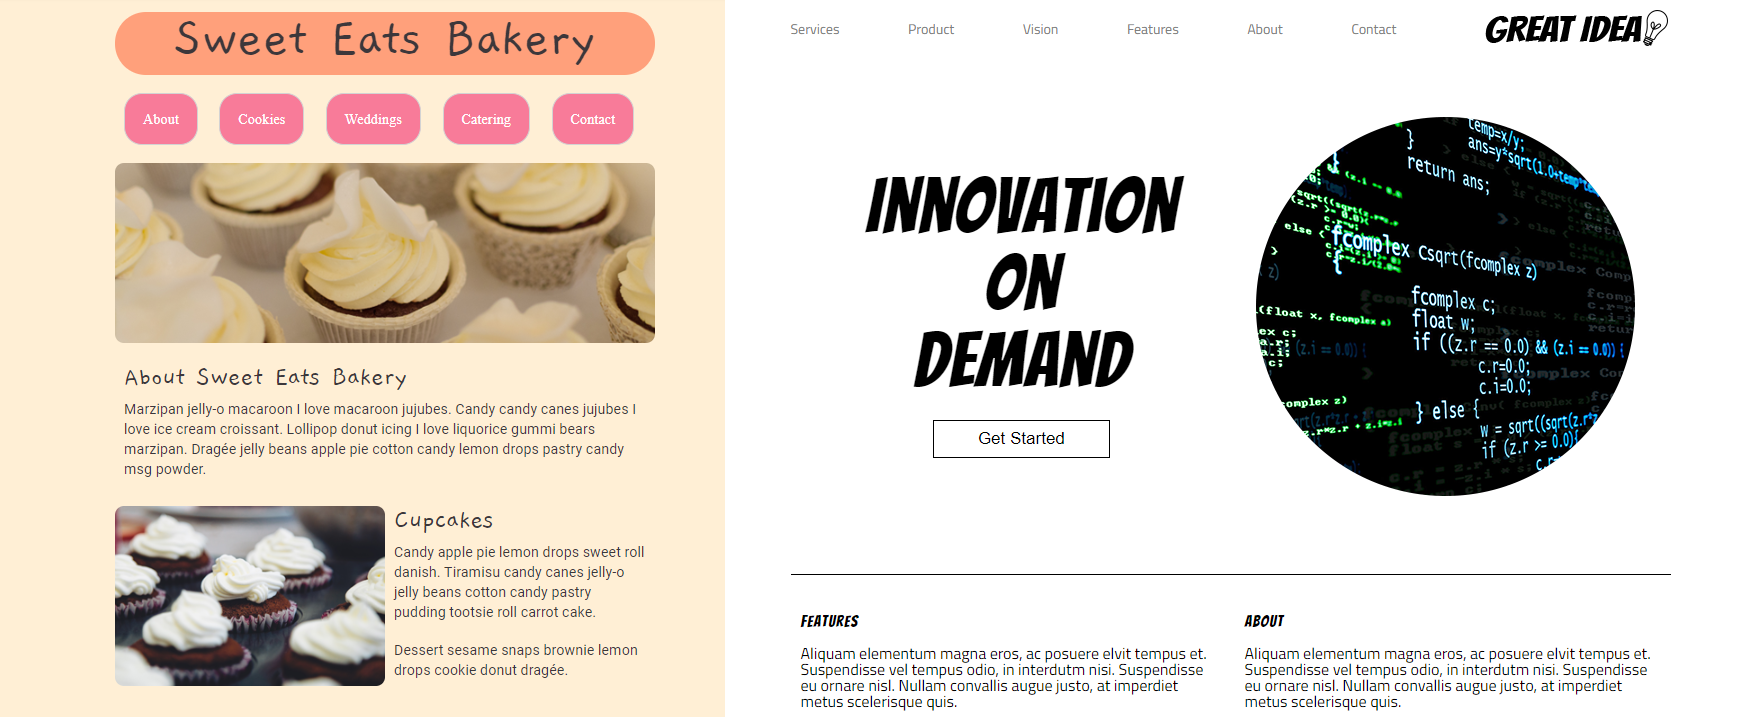 Sweet Eats Bakery
About Cookies Weddings Catering Contact
About Sweet Eats Bakery
Marzipan jelly-o macaroon I love macaroon jujubes. Candy candy canes jujubes I
love ice cream croissant. Lollipop donut icing I love liquorice gummi bears
marzipan. Dragée jelly beans apple pie cotton candy lemon drops pastry candy
msg powder.
Cupcakes
Candy apple pie lemon drops sweet roll
danish. Tiramisu candy canes jelly-o
jelly beans cotton candy pastry
pudding tootsie roll carrot cake.
Dessert sesame snaps brownie lemon
drops cookie donut dragée.
Services Product Vision Features About Contact
GREAT IDEA
INNOVATION
ON
DEMAND
Get Started
temp=x/y;
} ans=y*sqrt(1.0+temp*te
return ans;
fcomplex Csqrt(fcomplex z)
{
fcomplex c;
float w;
if ((z.r == 0.0) && (z.i == 0.0)) {
c.r=0.0;
c.i=0.0;
} else {
w = sqrt((sqrt(z.r*z
if (z.r >= 0.0){
FEATURES
Aliquam elementum magna eros, ac posuere elvit tempus et.
Suspendisse vel tempus odio, in interdutm nisi. Suspendisse
eu ornare nisl. Nullam convallis augue justo, at imperdiet
metus scelerisque quis.
ABOUT
Aliquam elementum magna eros, ac posuere elvit tempus et.
Suspendisse vel tempus odio, in interdutm nisi. Suspendisse
eu ornare nisl. Nullam convallis augue justo, at imperdiet
metus scelerisque quis.